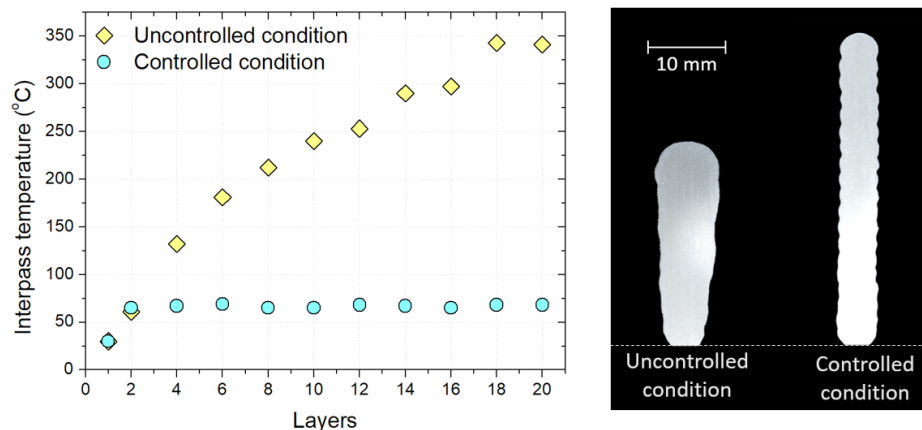 Uncontrolled condition
Controlled condition
Interpass temperature (°C)
350
300
250
200
150
100
50
0
0 2 4 6 8 10 12 14 16 18 20
Layers
10 mm
Uncontrolled
condition
Controlled
condition